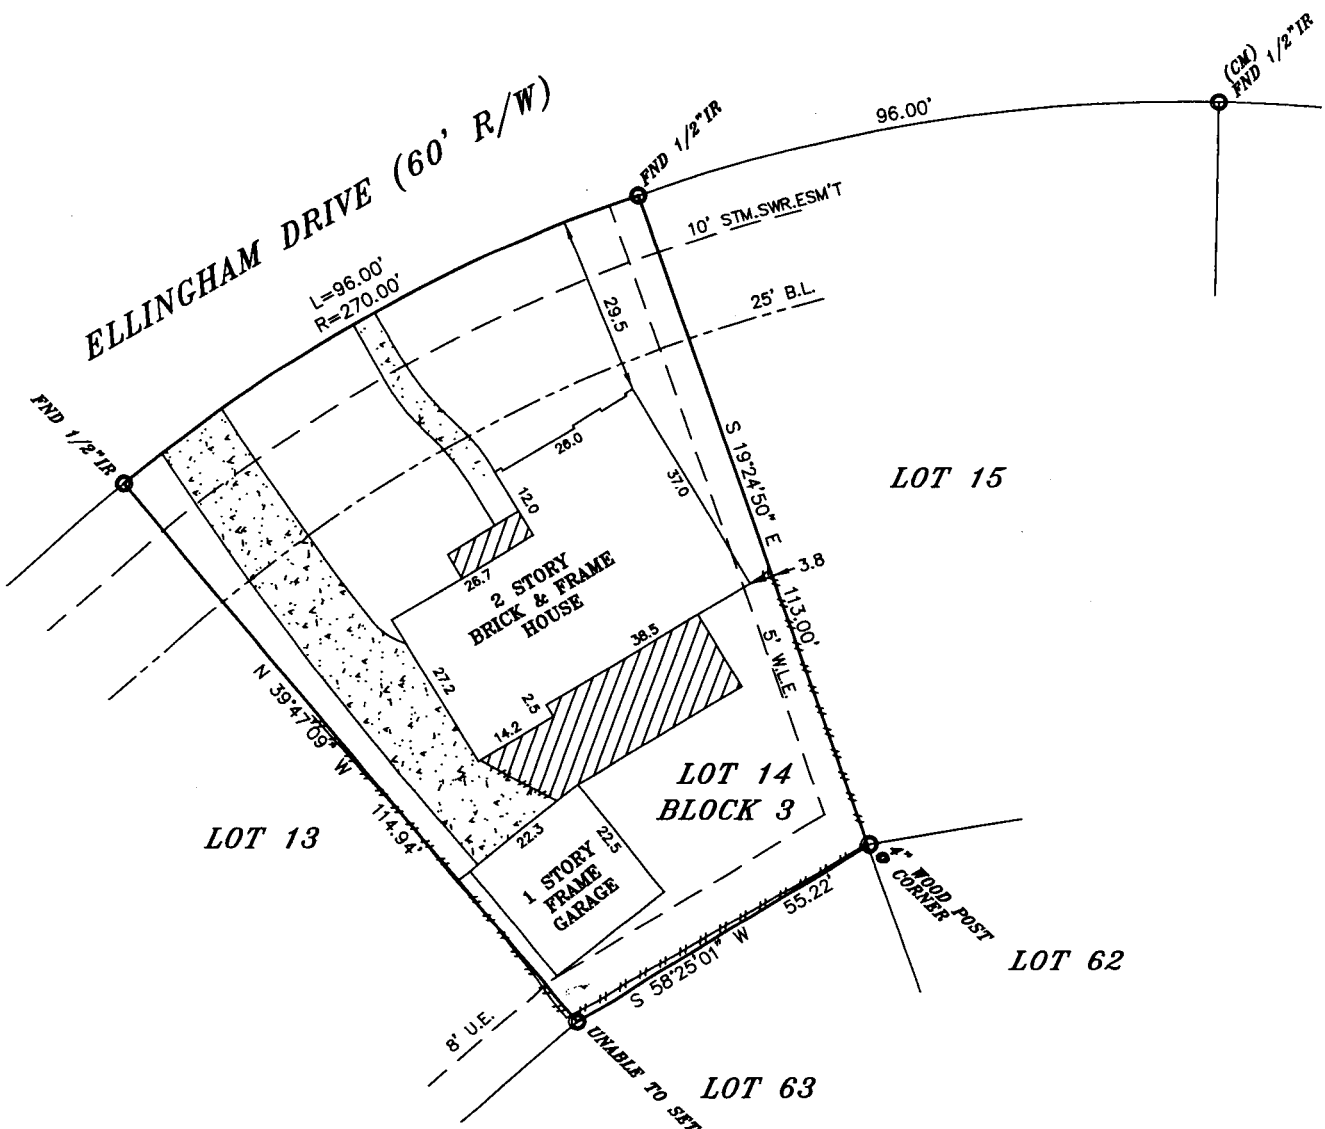 (CM)
FND 1/2"IR
96.00'
ELLINGHAM DRIVE (60' R/W)
FND 1/2"IR
10' STM.SWR.ESM'T
L=96.00'
R=270.00'
25' B.L.
29.5
FND 1/2"IR
26.0
S 19°24'50" E
113.00'
LOT 15
37.0
12.0
3.8
26.7
2 STORY
BRICK & FRAME
HOUSE
38.5
5' W.L.E.
27.2
2.5
14.2
N 39°47'09" W
114.94'
LOT 14
BLOCK 3
LOT 13
22.3
22.5
1 STORY
FRAME
GARAGE
4" WOOD POST
CORNER
55.22'
S 58°25'01" W
LOT 62
8' U.E.
UNABLE TO SET
LOT 63